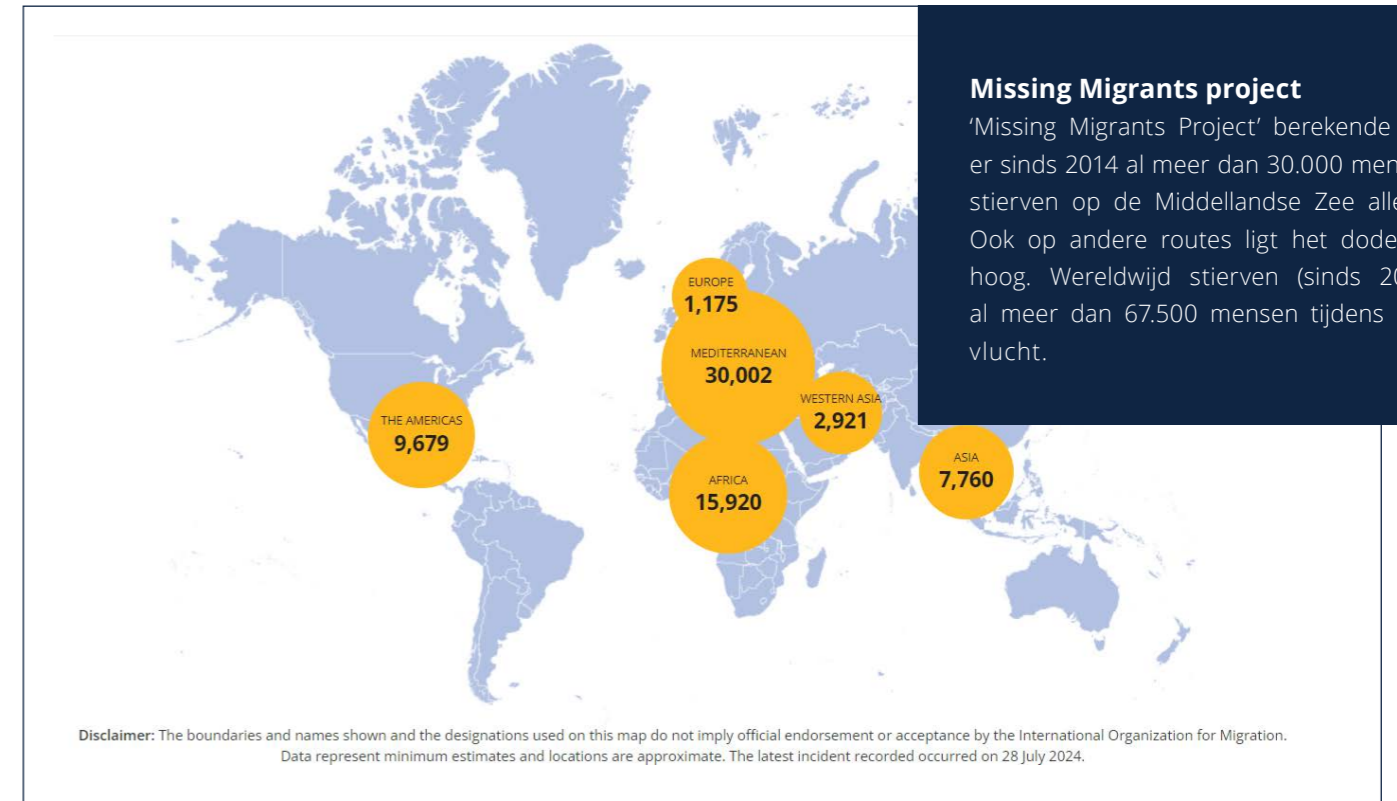 Missing Migrants project
‘Missing Migrants Project’ berekende
er sinds 2014 al meer dan 30.000 men
stierven op de Middellandse Zee alle
Ook op andere routes ligt het dode
hoog. Wereldwijd stierven (sinds 20
al meer dan 67.500 mensen tijdens
vlucht.
EUROPE
1,175
MEDITERRANEAN
30,002
WESTERN ASIA
2,921
THE AMERICAS
9,679
ASIA
7,760
AFRICA
15,920
Disclaimer: The boundaries and names shown and the designations used on this map do not imply official endorsement or acceptance by the International Organization for Migration.
Data represent minimum estimates and locations are approximate. The latest incident recorded occurred on 28 July 2024.